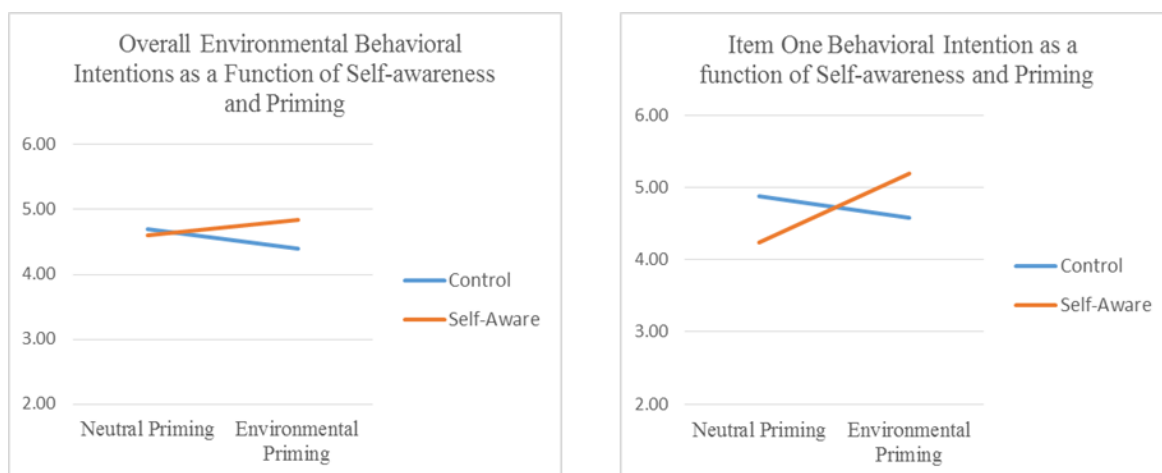 Overall Environmental Behavioral
Intentions as a Function of Self-awareness
and Priming
6.00
5.00
4.00
3.00
2.00
Neutral Priming
Environmental
Priming
Control
Self-Aware
Item One Behavioral Intention as a
function of Self-awareness and Priming
6.00
5.00
4.00
3.00
2.00
Neutral Priming
Environmental
Priming
Control
Self-Aware